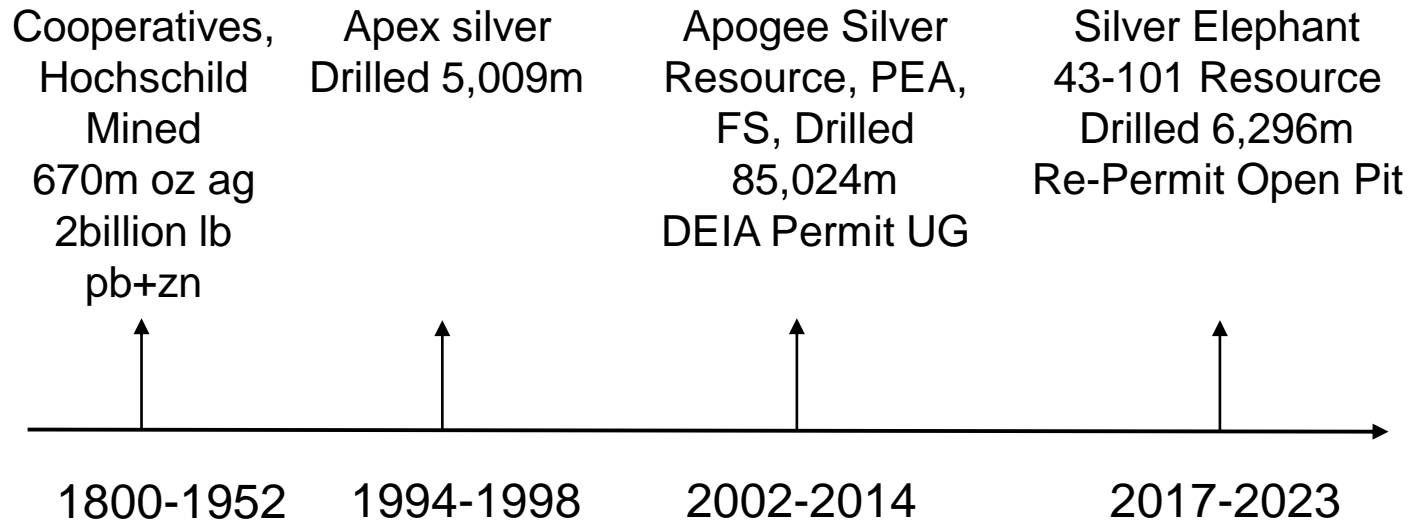 Cooperatives,
Hochschild
Mined
670m oz ag
2billion lb
pb+zn
Apex silver
Drilled 5,009m
Apogee Silver
Resource, PEA,
FS, Drilled
85,024m
DEIA Permit UG
Silver Elephant
43-101 Resource
Drilled 6,296m
Re-Permit Open Pit
1800-1952
1994-1998
2002-2014
2017-2023